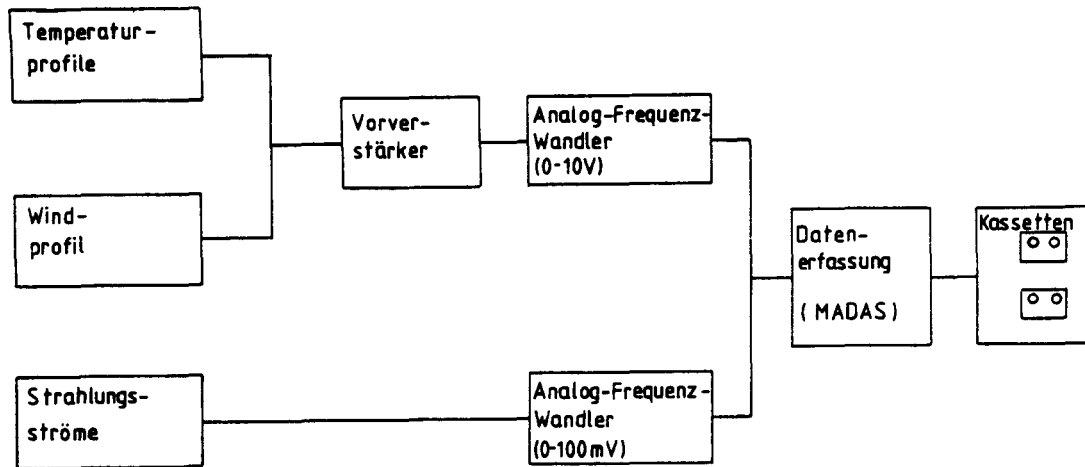 Temperatur-
profile
Wind-
profil
Strahlungs-
ströme
Vorver-
stärker
Analog-Frequenz-
Wandler
(0-10V)
Analog-Frequenz-
Wandler
(0-100mV)
Daten-
erfassung
(MADAS)
Kassetten